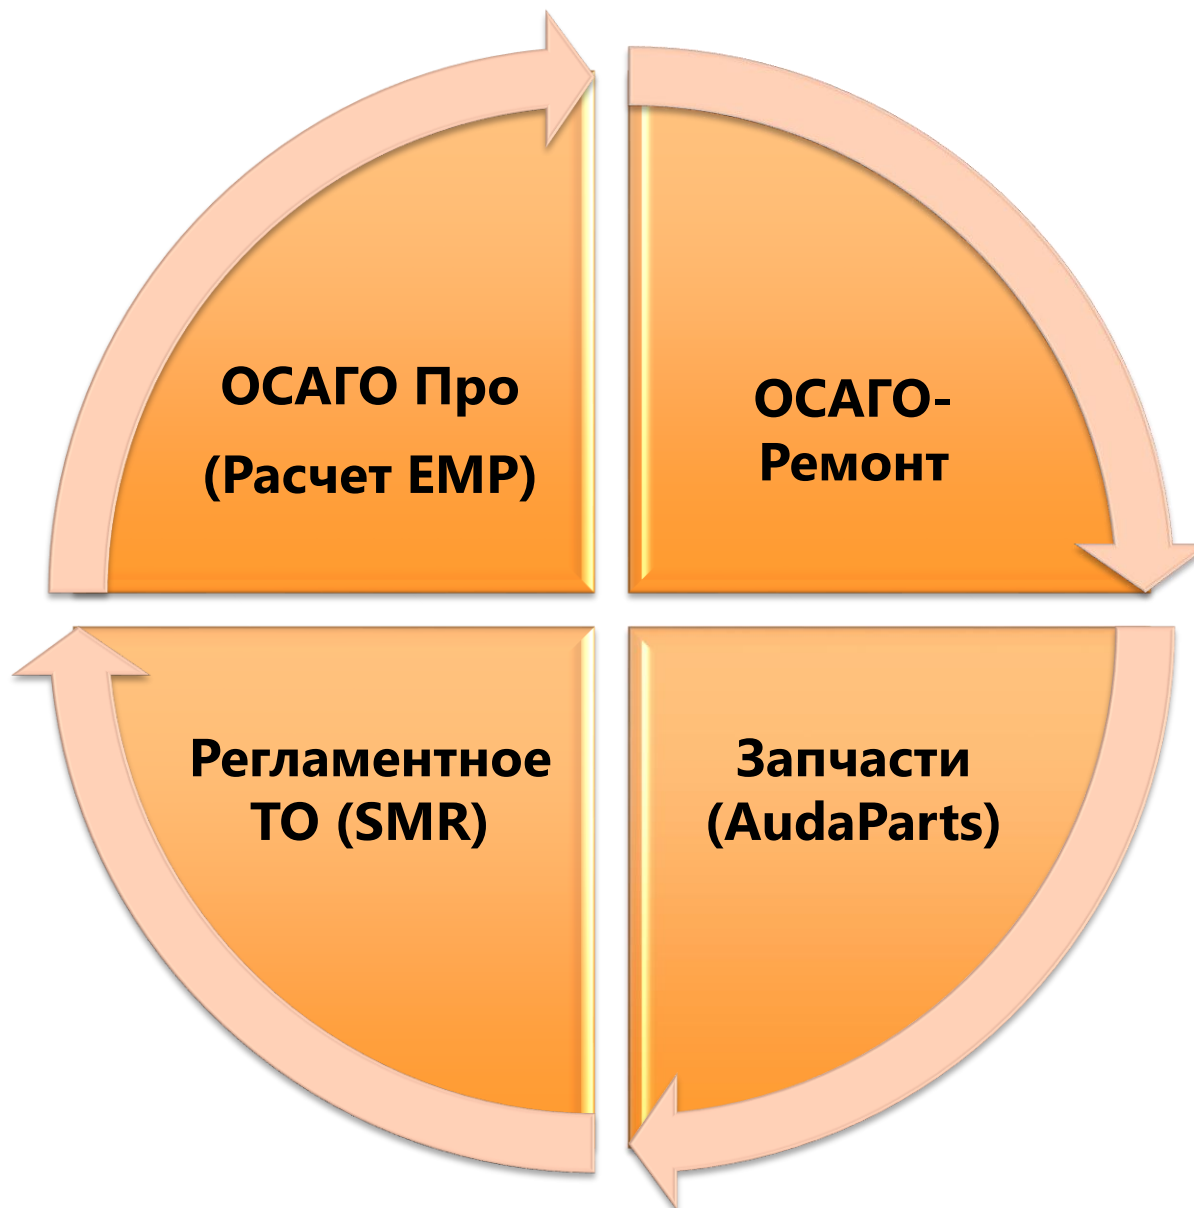 ОСАГО Про
(Расчет ЕМР)
ОСАГО-
Ремонт
Регламентное
ТО (SMR)
Запчасти
(AudaParts)